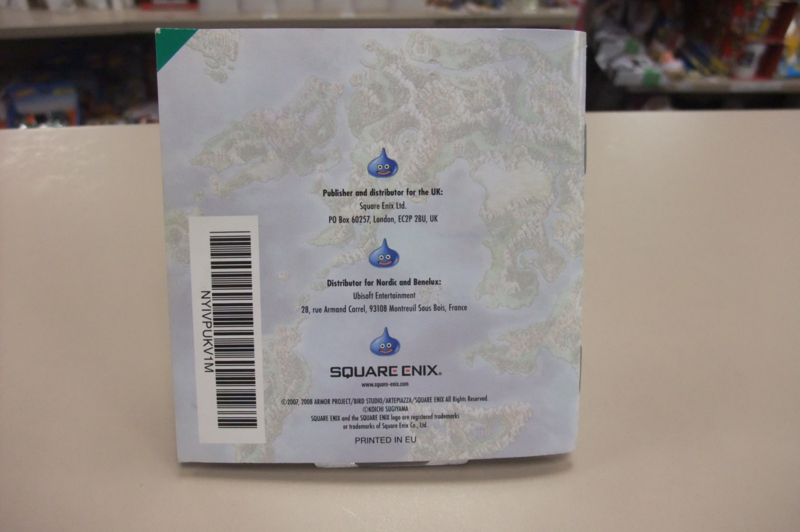 Publisher and distributor for the UK:
Square Enix Ltd.
PO Box 60257, London, EC2P 2BU, UK
Distributor for Nordic and Benelux:
Ubisoft Entertainment
28, rue Armand Carrel, 93108 Montreuil Sous Bois, France
NYIVPUKV1M
SQUARE ENIX®
www.square-enix.com
©2007, 2008 ARMOR PROJECT/BIRD STUDIO/ARTEPIAZZA/SQUARE ENIX All Rights Reserved.
©KOICHI SUGIYAMA
SQUARE ENIX and the SQUARE ENIX logo are registered trademarks
or trademarks of Square Enix Co., Ltd.
PRINTED IN EU